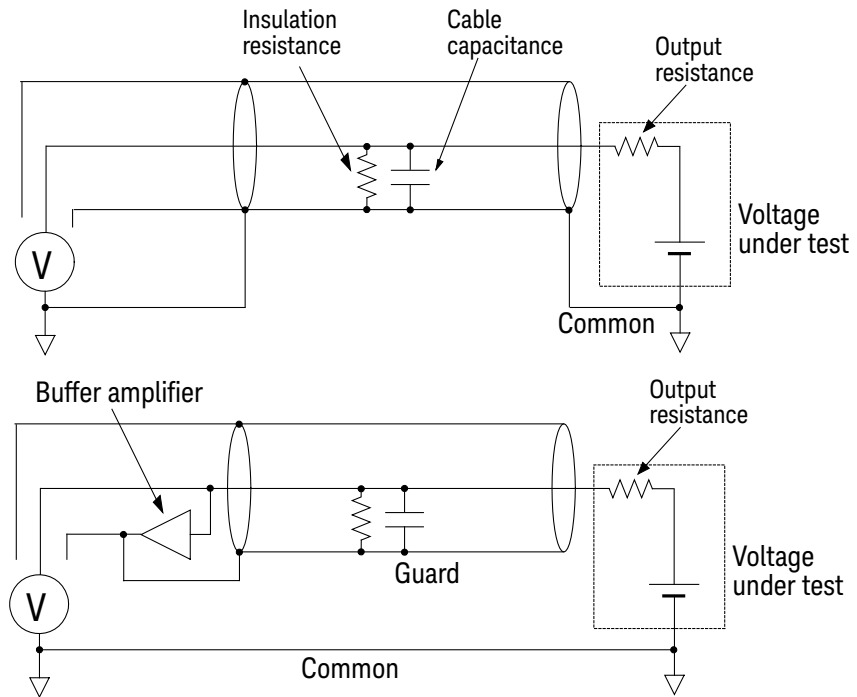 Insulation
resistance
Cable
capacitance
Output
resistance
V
Voltage
under test
Common
Buffer amplifier
Output
resistance
Guard
V
Voltage
under test
Common